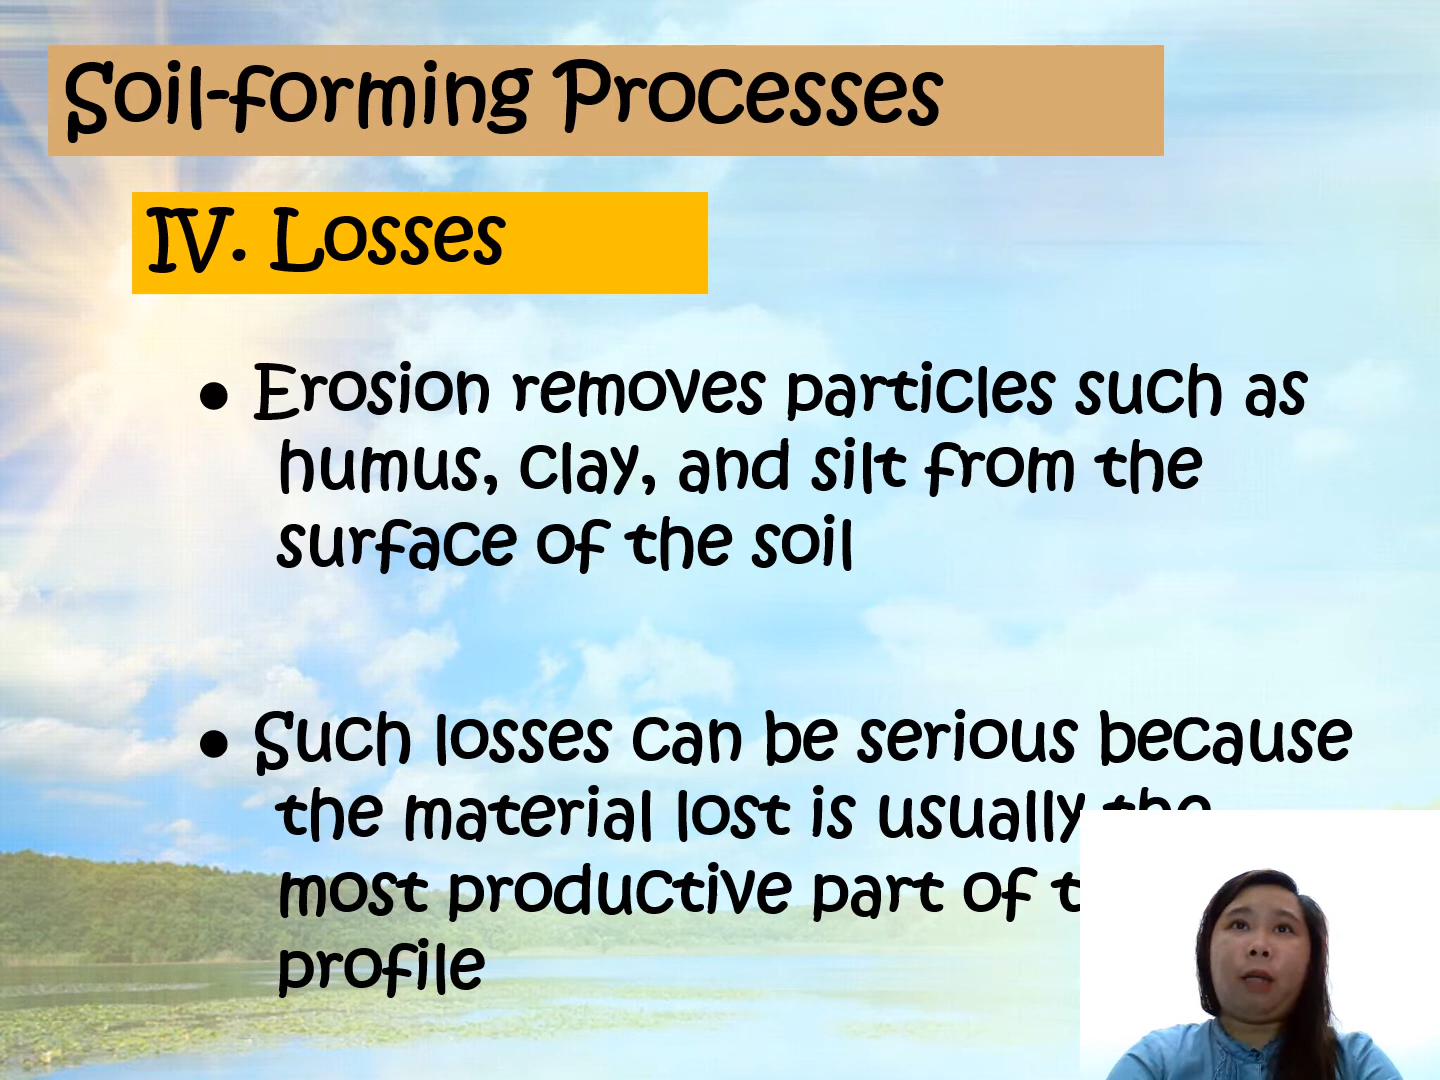 Soil-forming Processes
IV. Losses
• Erosion removes particles such as
humus, clay, and silt from the
surface of the soil
• Such losses can be serious because
the material lost is usually the
most productive part of
profile